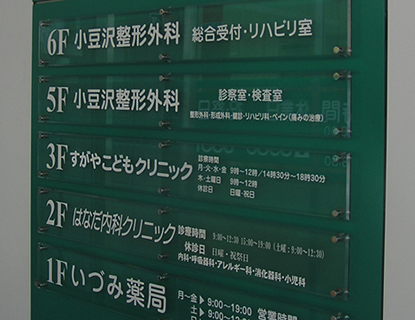 6F 小豆沢整形外科 総合受付・リハビリ室
5F 小豆沢整形外科 診察室・検査室
整形外科・形成外科・麻酔・リハビリ科・ペイン(痛みの治療)
3F すがやこどもクリニック 診察時間
月・火・水・金 9時〜12時/14時30分〜18時30分
木・土曜日 9時〜12時
休診日 日曜・祝日
2F はなだ内科クリニック 診療時間 9:00〜12:30 15:00〜19:00 (土曜:9:00〜12:30)
休診日 日曜・祝祭日
内科・呼吸器科・アレルギー科・消化器科・小児科
1F いづみ薬局 月〜金▶9:00〜19:00 営業時間
土▶9:00〜